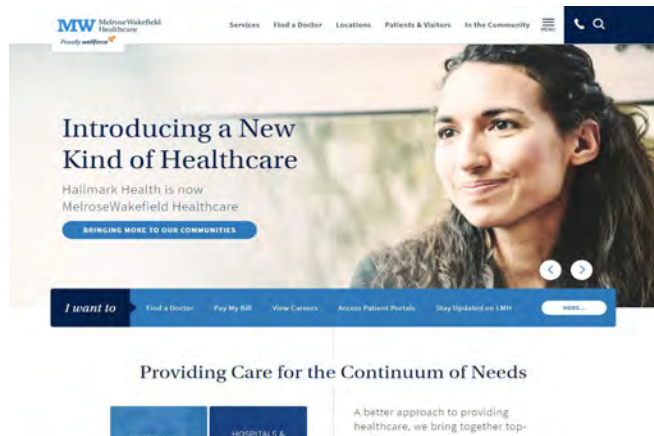 MW MelroseWakefield
Healthcare
Proudly wellforce
Services Find a Doctor Locations Patients & Visitors In the Community MENU
Introducing a New
Kind of Healthcare
Hallmark Health is now
MelroseWakefield Healthcare
BRINGING MORE TO OUR COMMUNITIES
I want to Find a Doctor Pay My Bill View Careers Access Patient Portals Stay Updated on LMH MORE...
Providing Care for the Continuum of Needs
HOSPITALS &
A better approach to providing
healthcare, we bring together top-